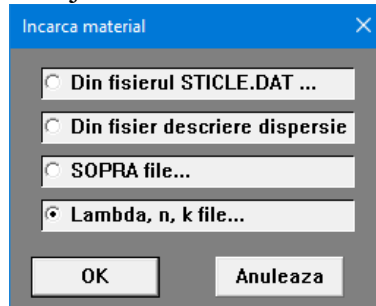 Incarca material
Din fisierul STICLE.DAT ...
Din fisier descriere dispersie
SOPRA file...
Lambda, n, k file...
OK
Anuleaza